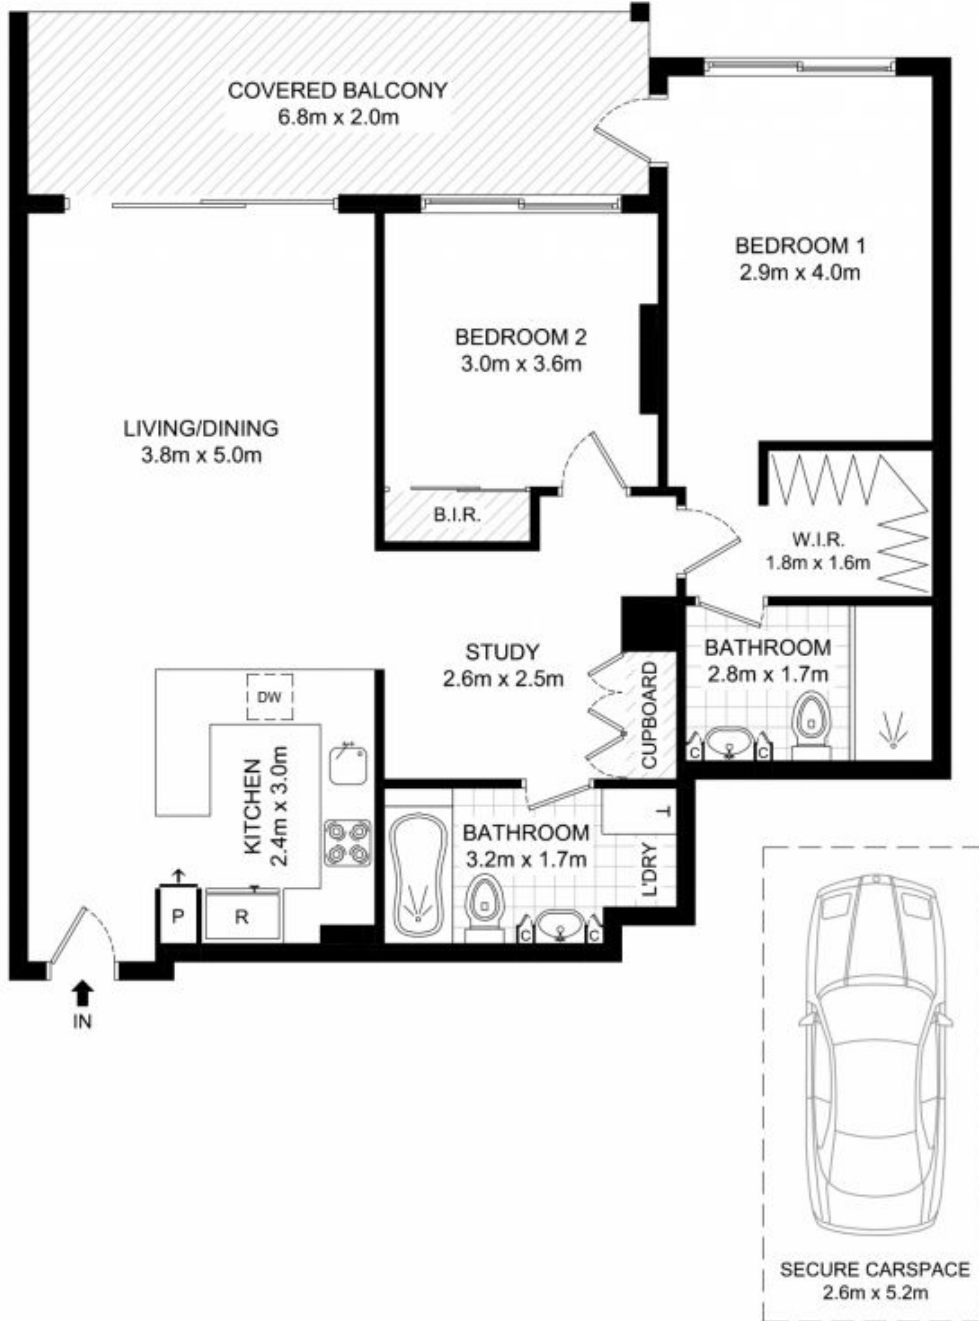 COVERED BALCONY
6.8m x 2.0m
BEDROOM 1
2.9m x 4.0m
BEDROOM 2
3.0m x 3.6m
LIVING/DINING
3.8m x 5.0m
B.I.R.
W.I.R.
1.8m x 1.6m
STUDY
2.6m x 2.5m
CUPBOARD
BATHROOM
2.8m x 1.7m
C
C
DW
KITCHEN
2.4m x 3.0m
BATHROOM
3.2m x 1.7m
T
L'DRY
P
R
C
C
IN
SECURE CARSPACE
2.6m x 5.2m